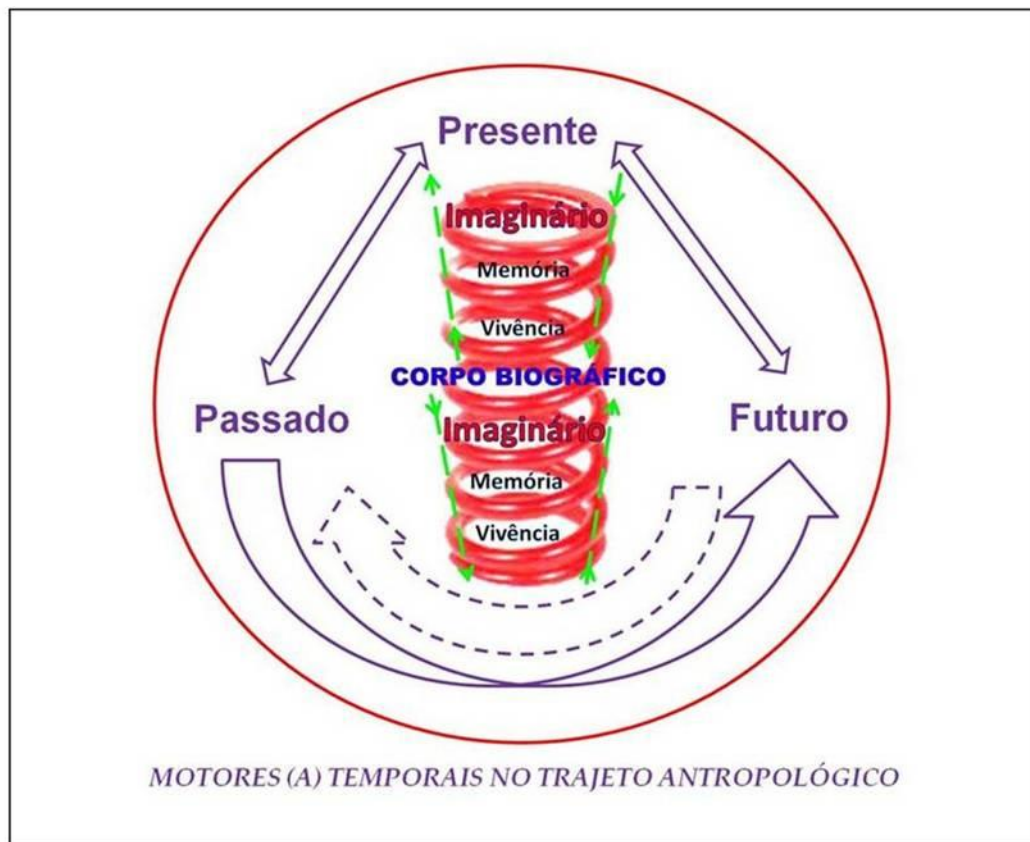 Presente
Imaginário
Memória
Vivência
CORPO BIOGRÁFICO
Passado
Imaginário
Futuro
Memória
Vivência
MOTORES (A) TEMPORAIS NO TRAJETO ANTROPOLÓGICO